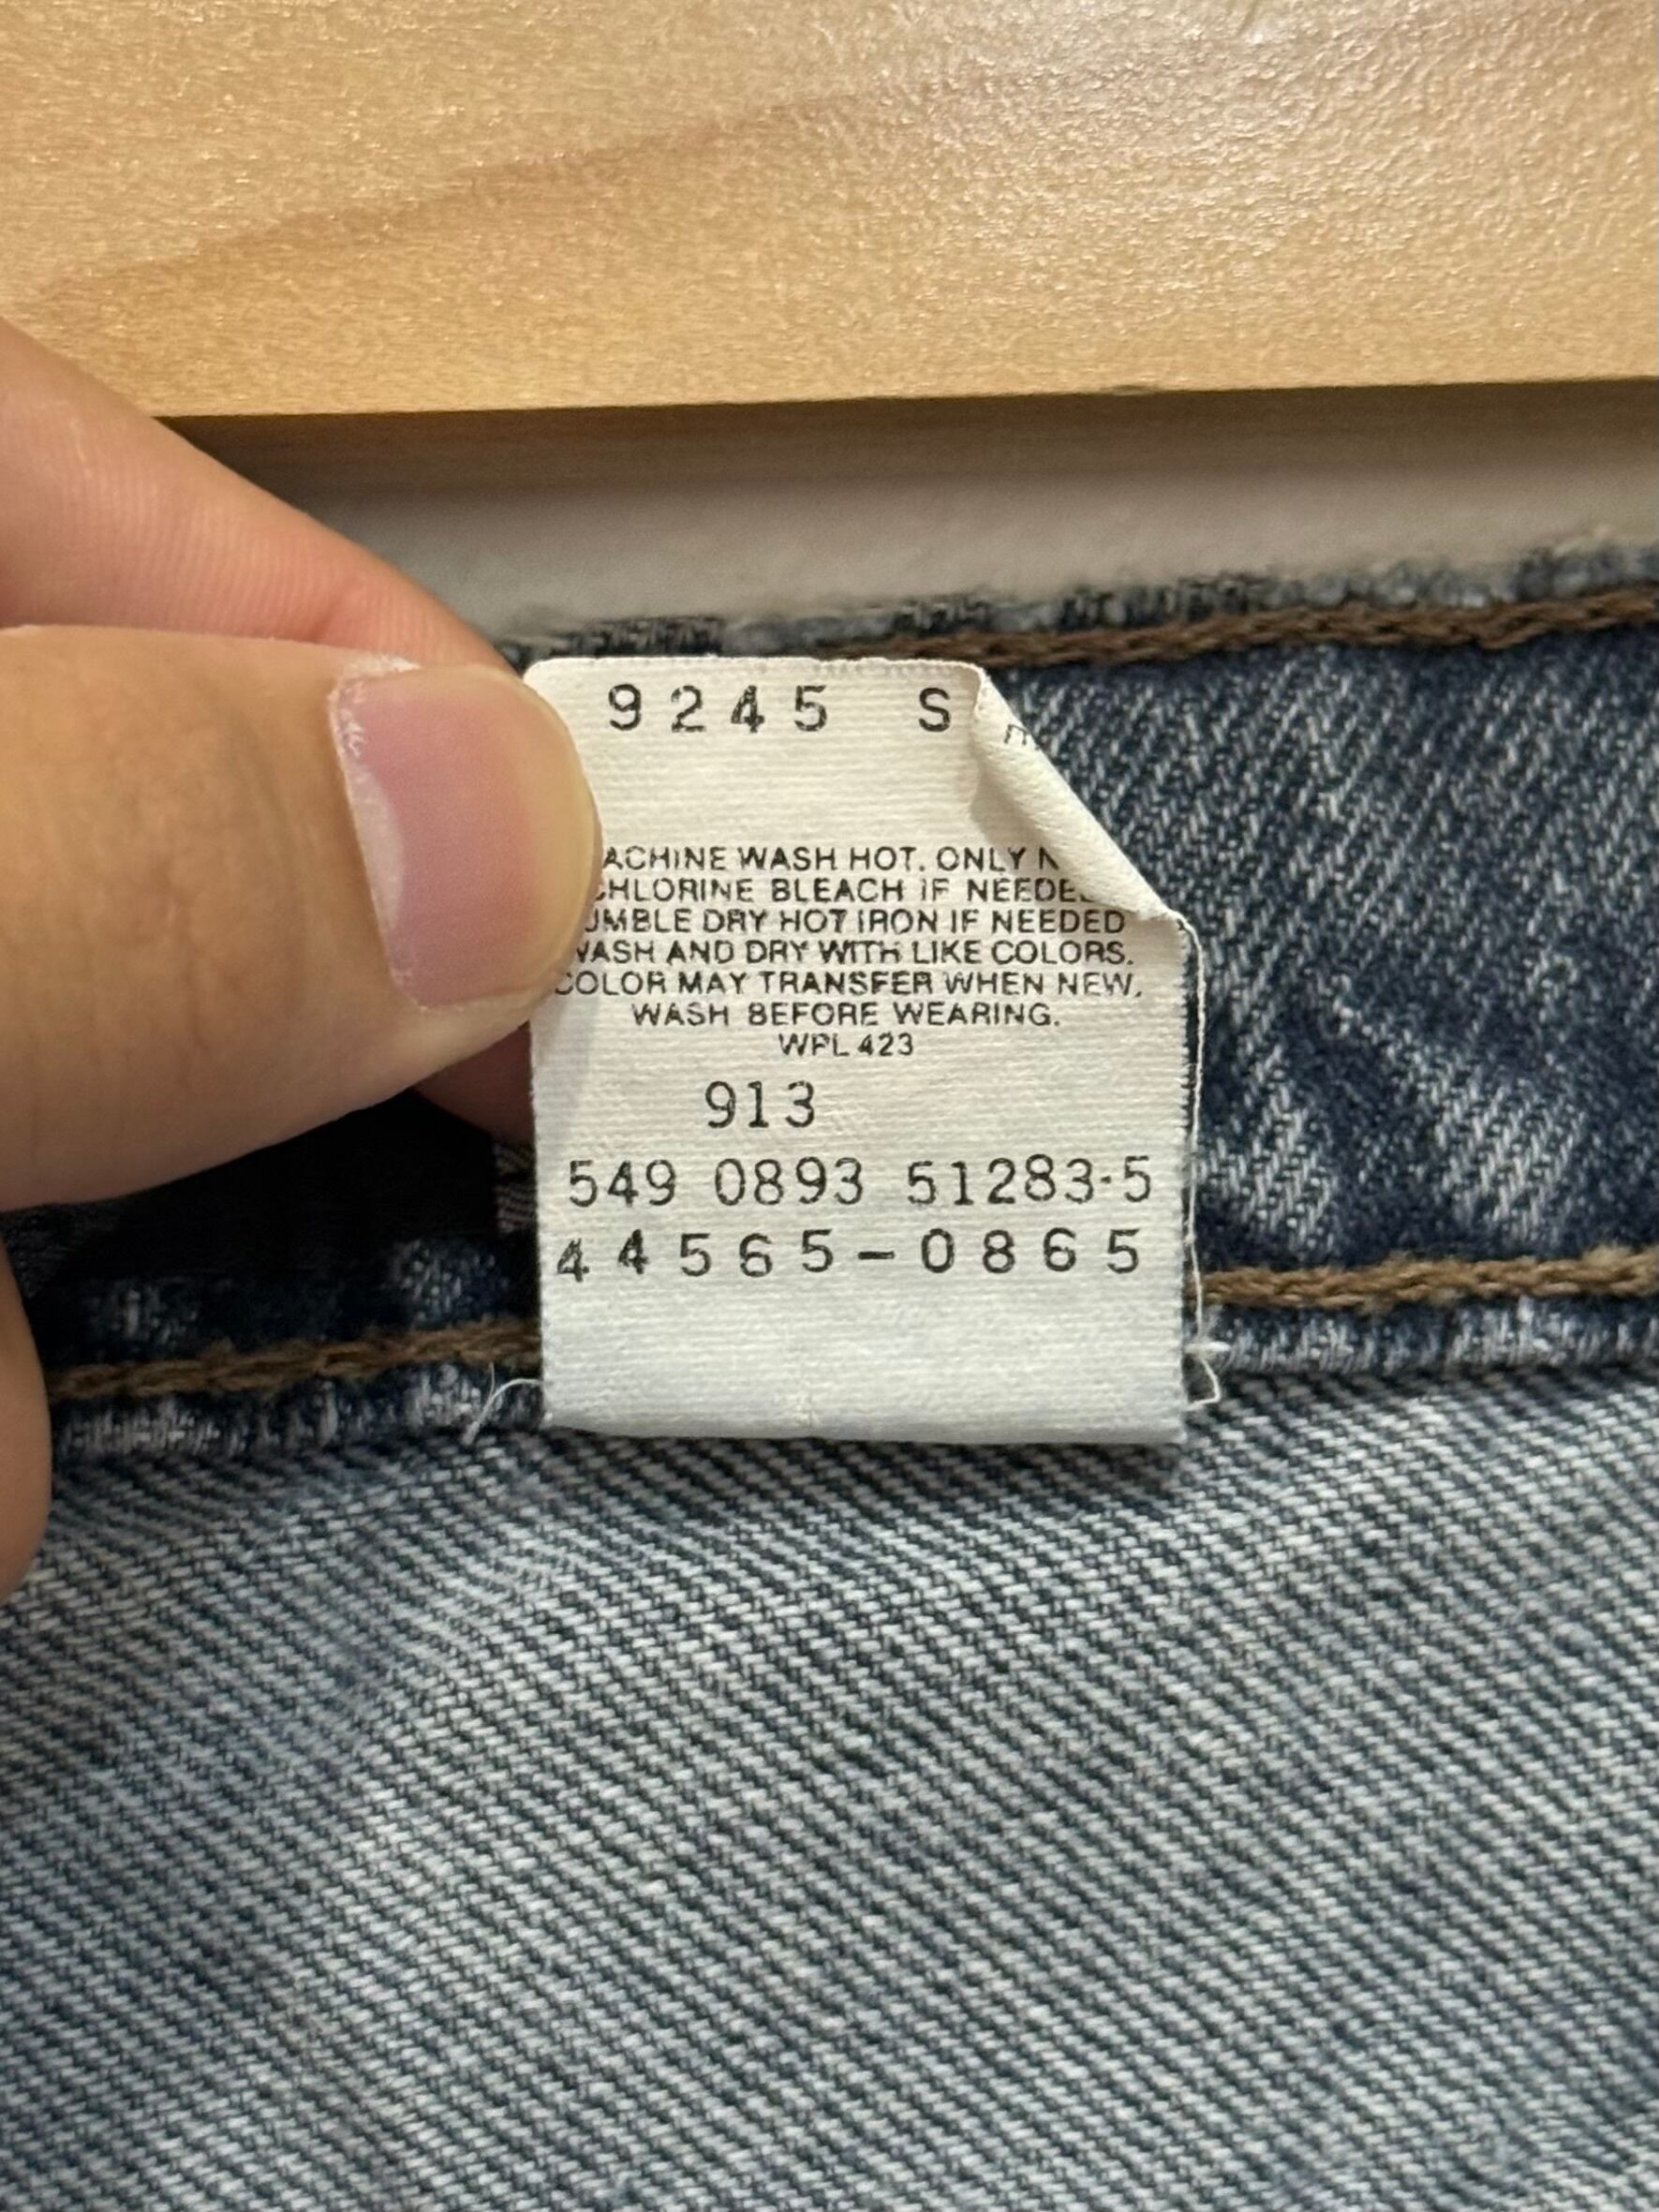 9245 S
ACHINE WASH HOT. ONLY
CHLORINE BLEACH IF NEEDE
UMBLE DRY HOT IRON IF NEEDED
WASH AND DRY WITH LIKE COLORS.
COLOR MAY TRANSFER WHEN NEW.
WASH BEFORE WEARING.
WPL 423
913
549 0893 51283-5
44565-0865